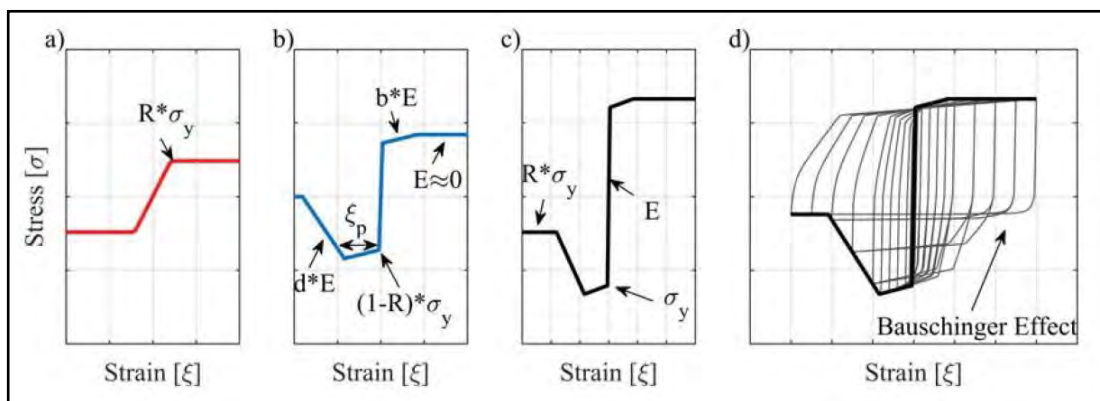 a)
b)
c)
d)
R*σy
b*E
E≈0
ξp
d*E
(1-R)*σy
R*σy
E
σy
Bauschinger Effect
Stress [σ]
Strain [ξ]
Strain [ξ]
Strain [ξ]
Strain [ξ]